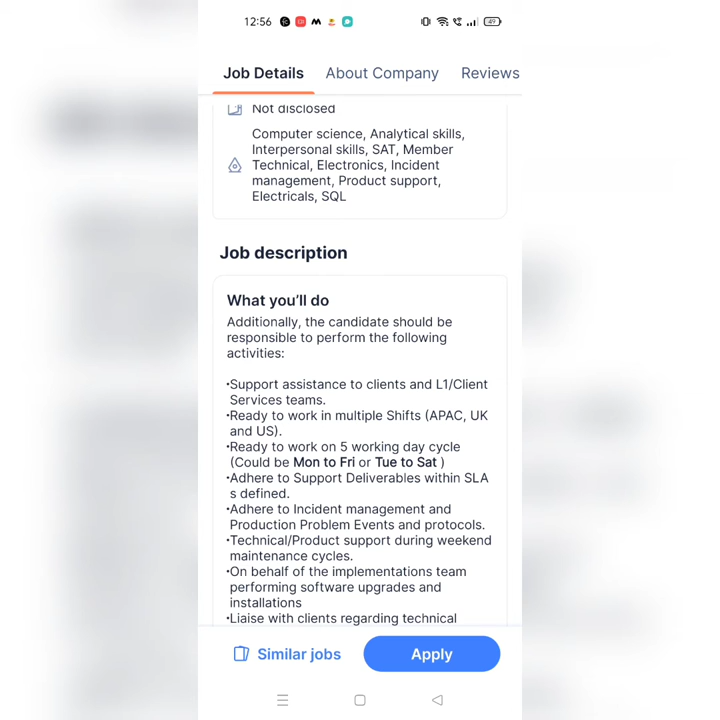 12:56
49
Job Details About Company Reviews
Not disclosed
Computer science, Analytical skills,
Interpersonal skills, SAT, Member
Technical, Electronics, Incident
management, Product support,
Electricals, SQL
Job description
What you'll do
Additionally, the candidate should be
responsible to perform the following
activities:
•Support assistance to clients and L1/Client
Services teams.
•Ready to work in multiple Shifts (APAC, UK
and US).
•Ready to work on 5 working day cycle
(Could be Mon to Fri or Tue to Sat )
•Adhere to Support Deliverables within SLA
s defined.
•Adhere to Incident management and
Production Problem Events and protocols.
•Technical/Product support during weekend
maintenance cycles.
•On behalf of the implementations team
performing software upgrades and
installations
•Liaise with clients regarding technical
Similar jobs Apply